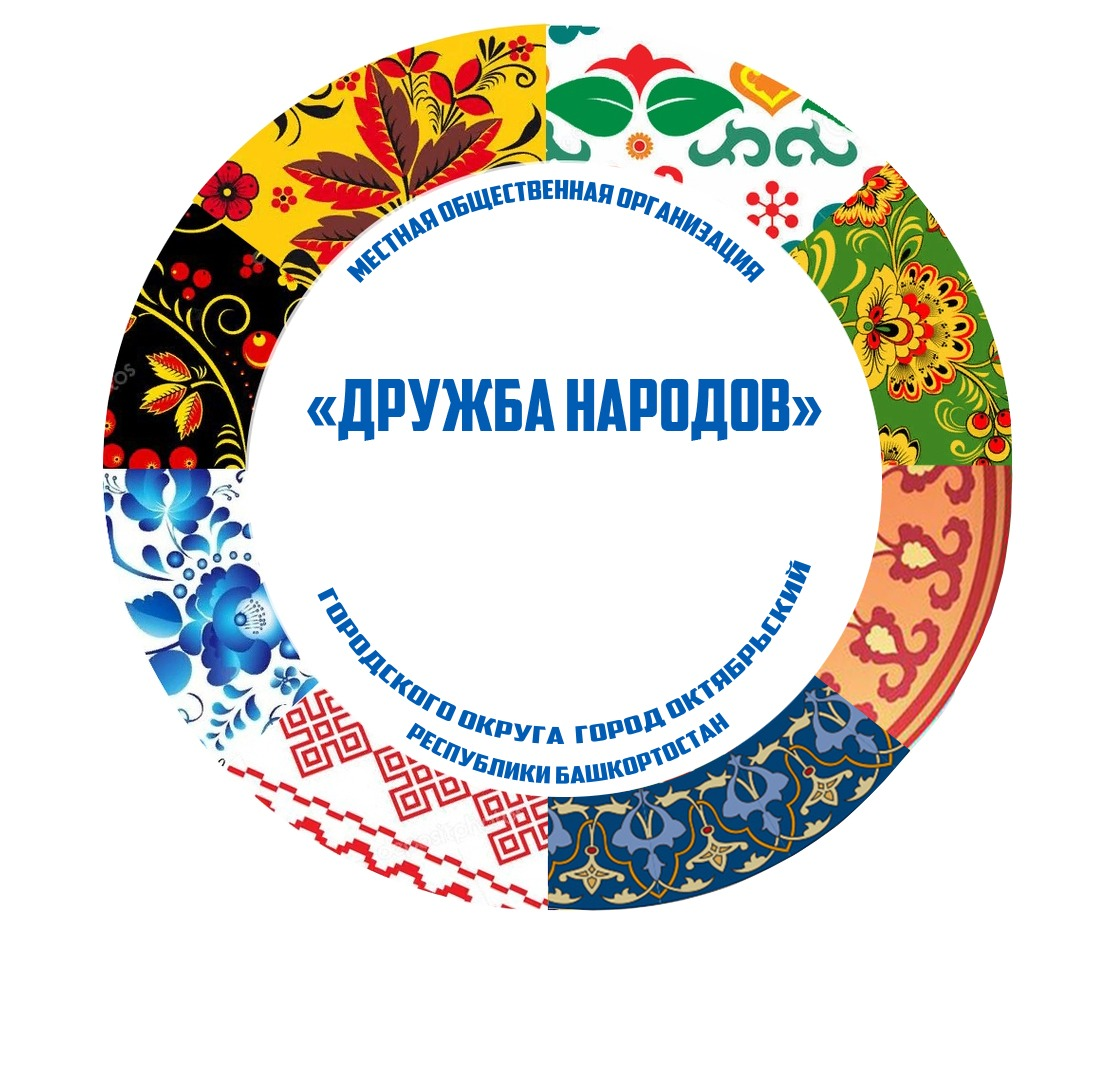 МЕСТНАЯ ОБЩЕСТВЕННАЯ ОРГАНИЗАЦИЯ
«ДРУЖБА НАРОДОВ»
ГОРОДСКОГО ОКРУГА ГОРОД ОКТЯБРЬСКИЙ
РЕСПУБЛИКИ БАШКОРТОСТАН